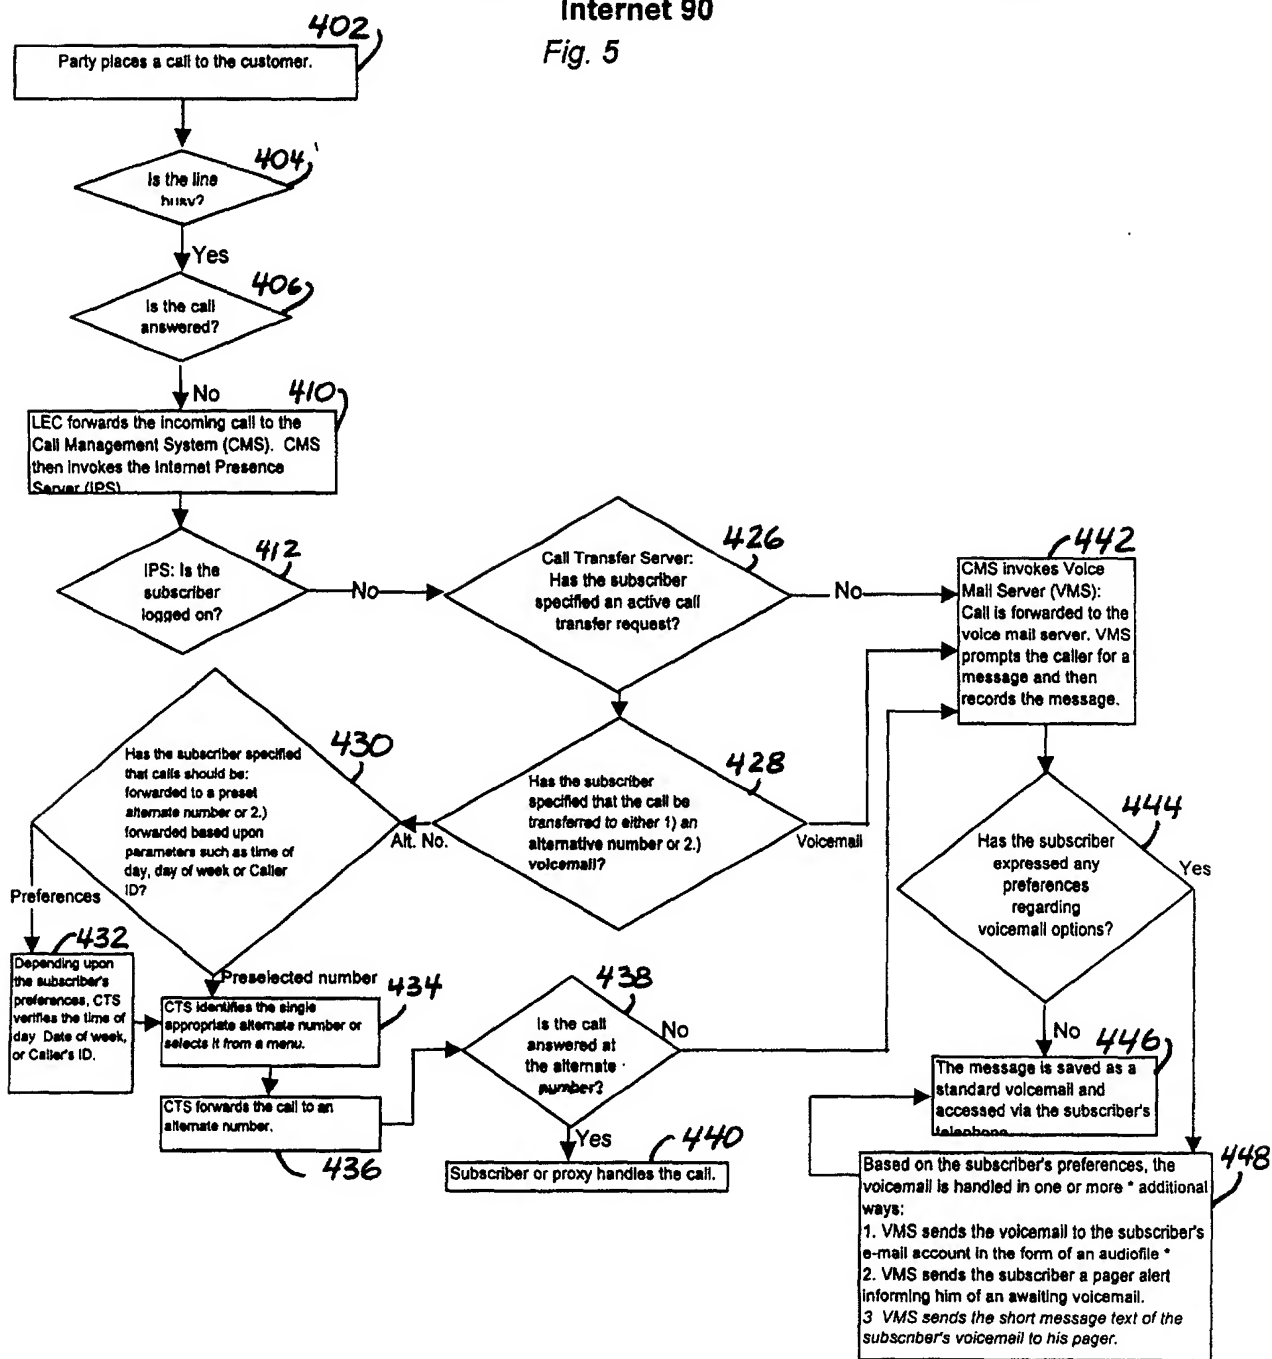 Internet 90
Fig. 5
402
Party places a call to the customer.
404
Is the line
busy?
Yes
406
Is the call
answered?
No
410
LEC forwards the incoming call to the
Call Management System (CMS). CMS
then invokes the Internet Presence
Server (IPS)
412
IPS: Is the
subscriber
logged on?
No
426
Call Transfer Server:
Has the subscriber
specified an active call
transfer request?
No
442
CMS invokes Voice
Mail Server (VMS):
Call is forwarded to the
voice mail server. VMS
prompts the caller for a
message and then
records the message.
430
Has the subscriber specified
that calls should be:
forwarded to a preset
alternate number or 2.)
forwarded based upon
parameters such as time of
day, day of week or Caller
ID?
Alt. No.
428
Has the subscriber
specified that the call be
transferred to either 1) an
alternative number or 2.)
voicemail?
Voicemail
444
Has the subscriber
expressed any
preferences
regarding
voicemail options?
Yes
Preferences
432
Depending upon
the subscriber's
preferences, CTS
verifies the time of
day Date of week,
or Caller's ID.
Preselected number
434
CTS identifies the single
appropriate alternate number or
selects it from a menu.
CTS forwards the call to an
alternate number.
436
438
Is the call
answered at
the alternate
number?
No
Yes
440
Subscriber or proxy handles the call.
No
446
The message is saved as a
standard voicemail and
accessed via the subscriber's
telephone
448
Based on the subscriber's preferences, the
voicemail is handled in one or more * additional
ways:
1. VMS sends the voicemail to the subscriber's
e-mail account in the form of an audiofile *
2. VMS sends the subscriber a pager alert
informing him of an awaiting voicemail.
3 VMS sends the short message text of the
subscriber's voicemail to his pager.